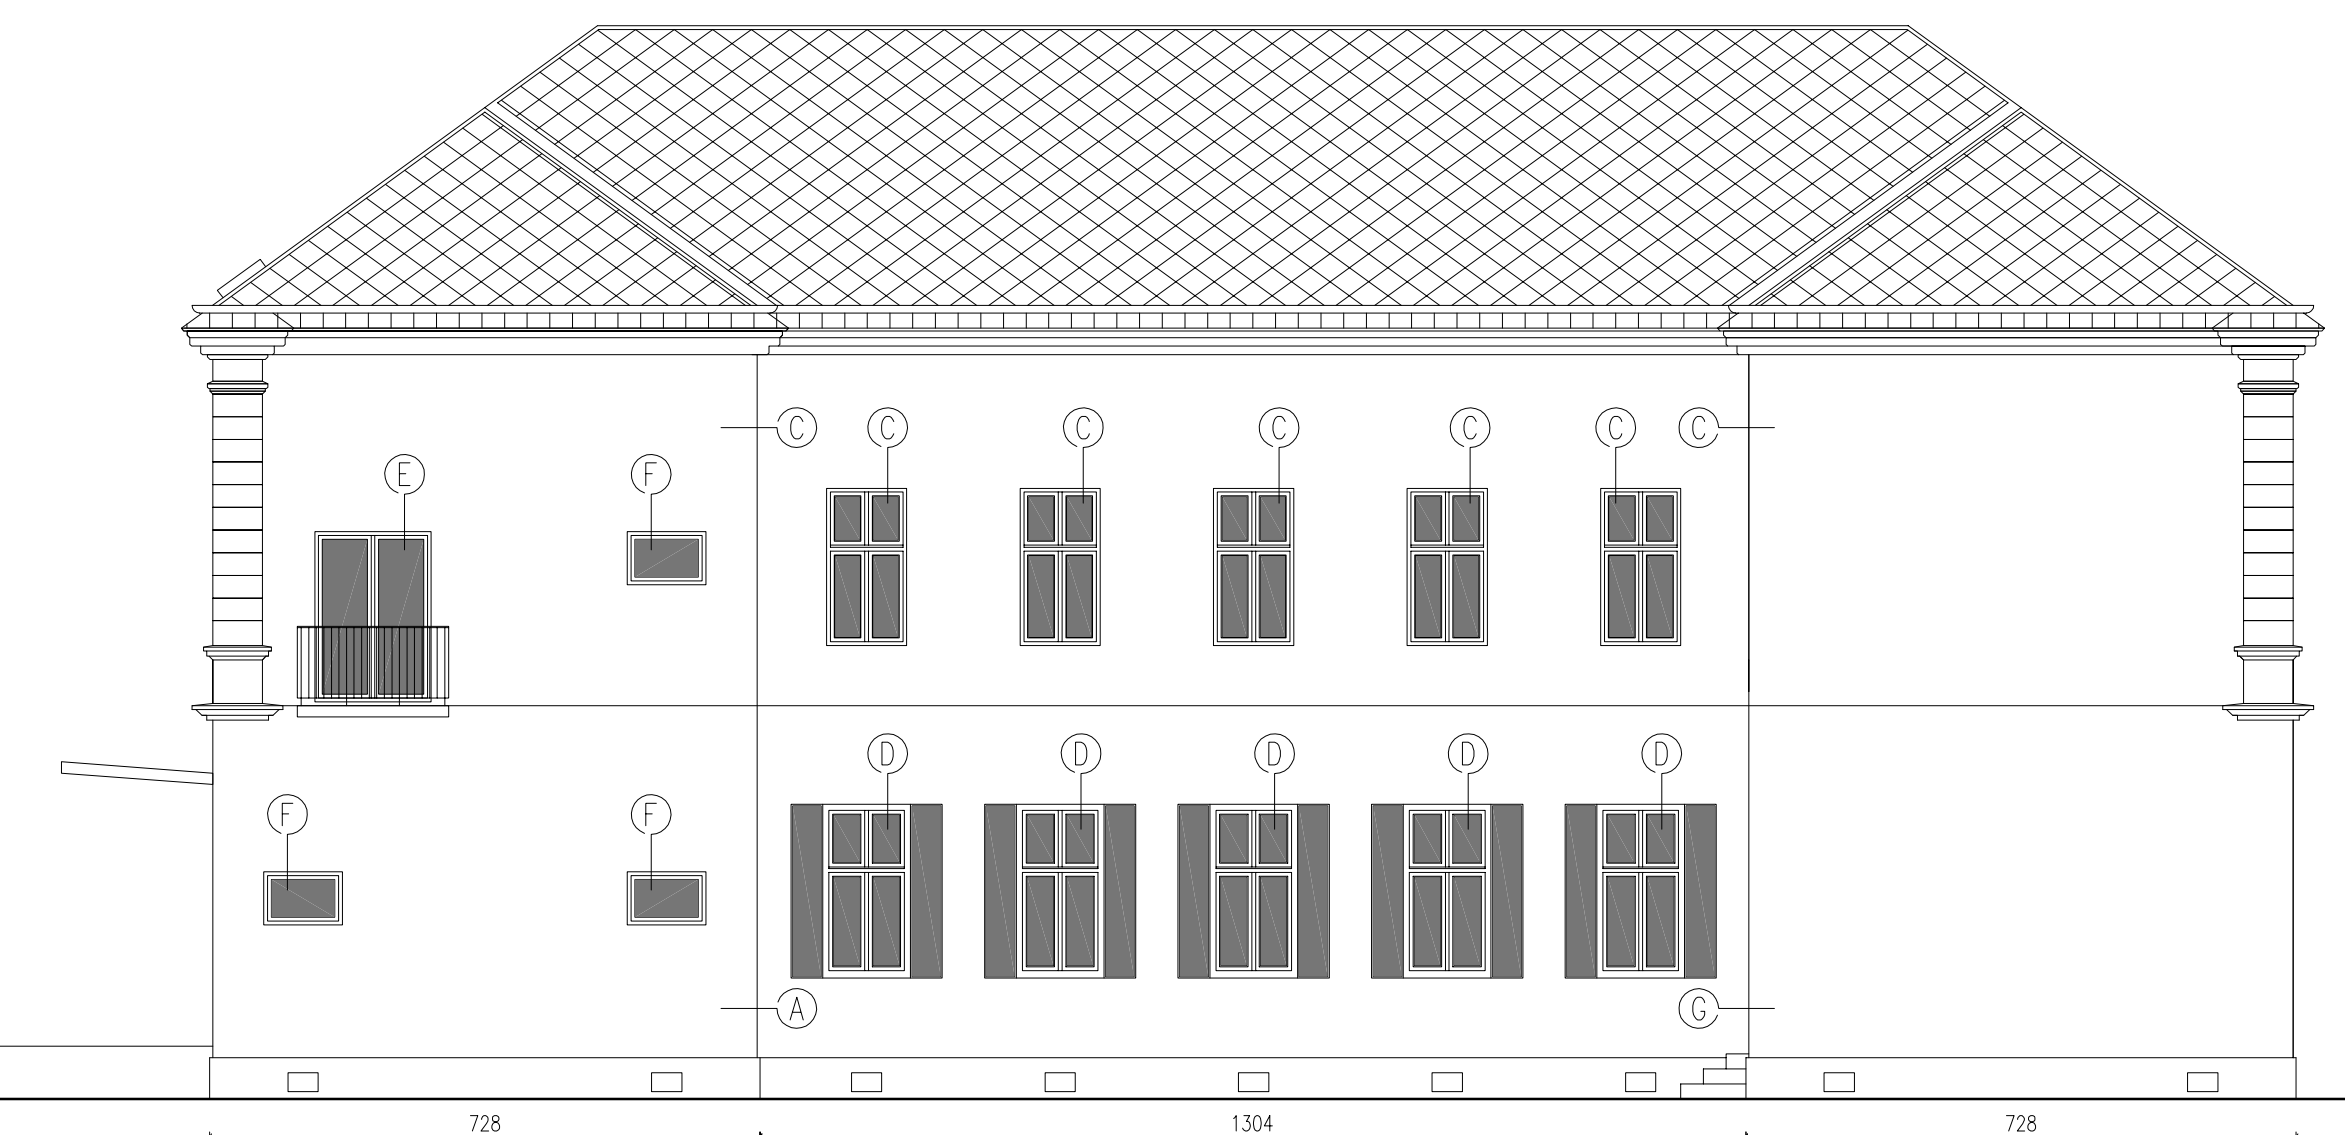 C C C C C C C
E F
D D D D D
F F
A G
728 1304 728